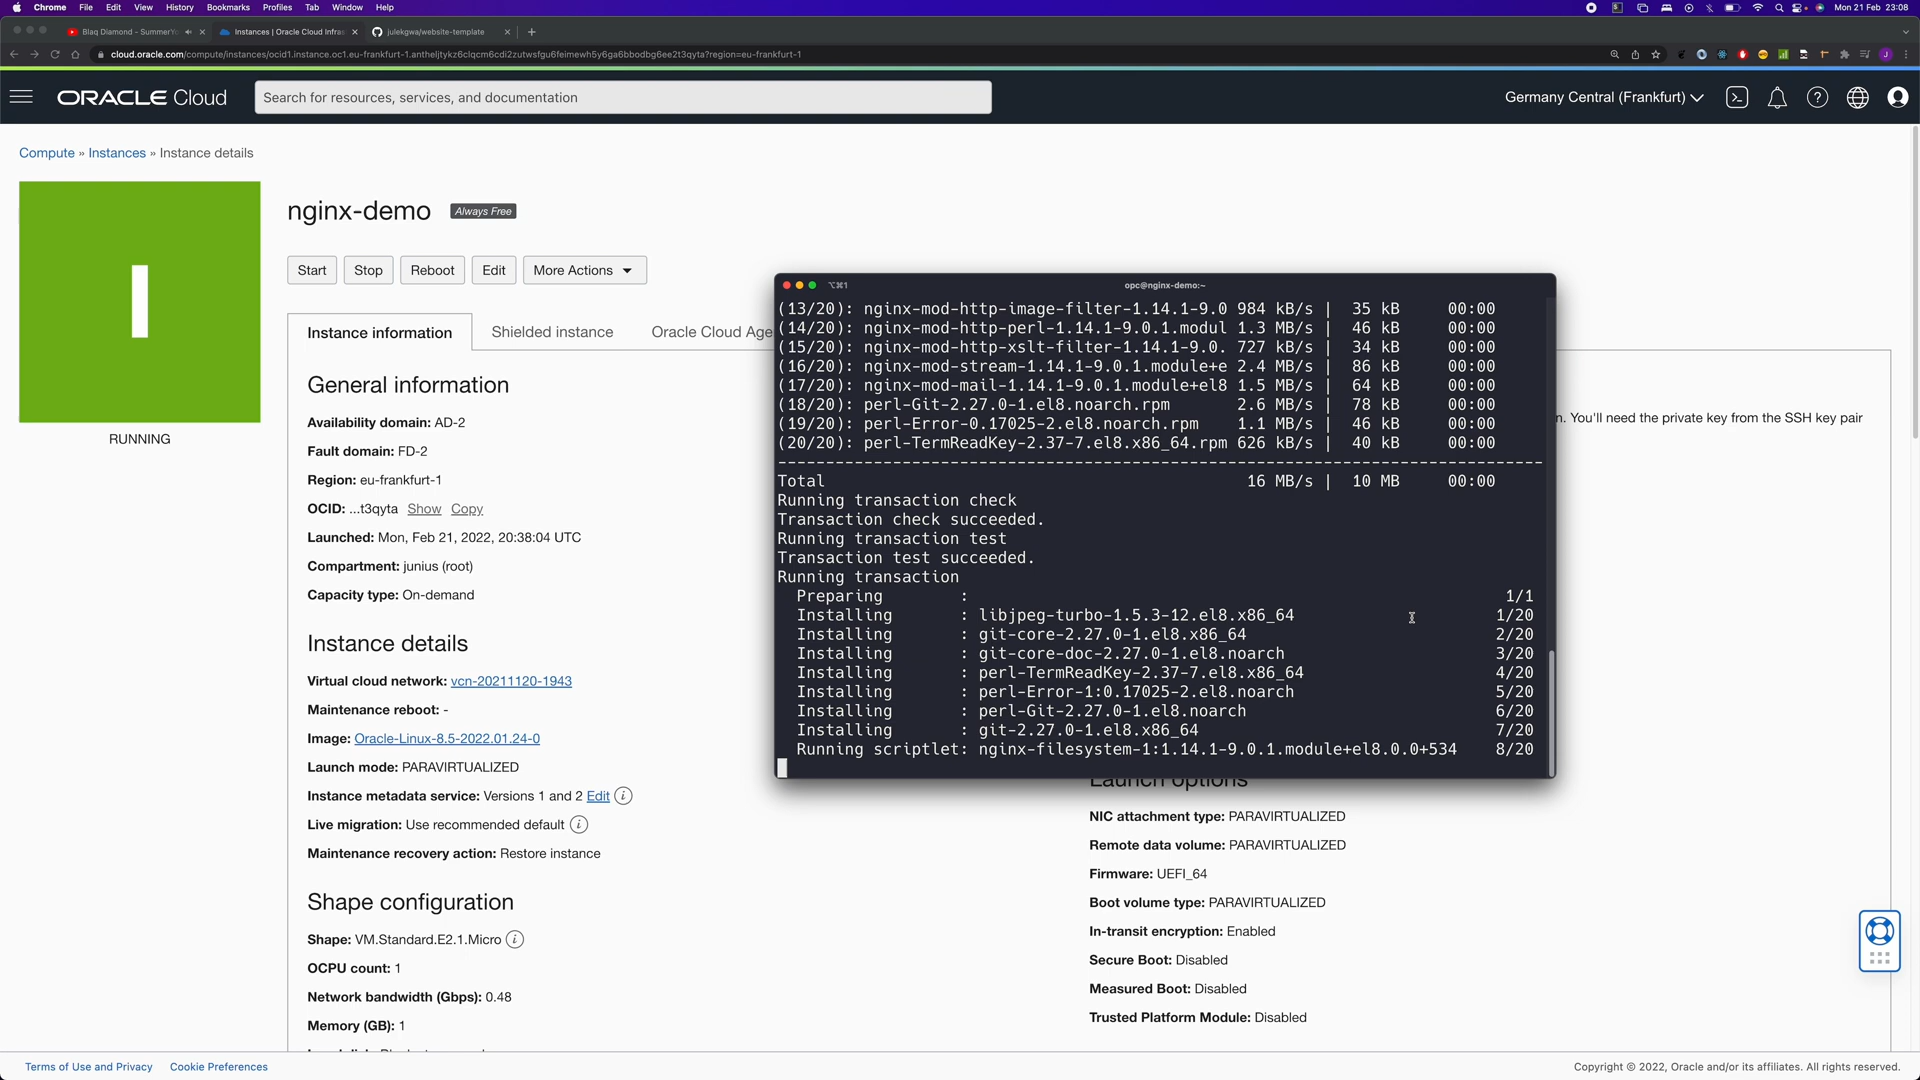 Chrome File Edit View History Bookmarks Profiles Tab Window Help
Mon 21 Feb 23:08
Blaq Diamond - SummerYo
Instances | Oracle Cloud Infras
julekgwa/website-template
cloud.oracle.com/compute/instances/ocid1.instance.oc1.eu-frankfurt-1.antheljtykz6clqcm6cdi2zutwsfgu6feimewh5y6ga6bbodbg6ee2t3qyta?region=eu-frankfurt-1
ORACLE Cloud
Search for resources, services, and documentation
Germany Central (Frankfurt)
Compute » Instances » Instance details
nginx-demo
Always Free
Start
Stop
Reboot
Edit
More Actions
RUNNING
Instance information
Shielded instance
Oracle Cloud Age
n. You'll need the private key from the SSH key pair
General information
Availability domain: AD-2
Fault domain: FD-2
Region: eu-frankfurt-1
OCID: ...t3qyta Show Copy
Launched: Mon, Feb 21, 2022, 20:38:04 UTC
Compartment: junius (root)
Capacity type: On-demand
Instance details
Virtual cloud network: vcn-20211120-1943
Maintenance reboot: -
Image: Oracle-Linux-8.5-2022.01.24-0
Launch mode: PARAVIRTUALIZED
Instance metadata service: Versions 1 and 2 Edit
Live migration: Use recommended default
Maintenance recovery action: Restore instance
Shape configuration
Shape: VM.Standard.E2.1.Micro
OCPU count: 1
Network bandwidth (Gbps): 0.48
Memory (GB): 1
⌥⌘1
opc@nginx-demo:~
(13/20): nginx-mod-http-image-filter-1.14.1-9.0 984 kB/s | 35 kB 00:00
(14/20): nginx-mod-http-perl-1.14.1-9.0.1.modul 1.3 MB/s | 46 kB 00:00
(15/20): nginx-mod-http-xslt-filter-1.14.1-9.0. 727 kB/s | 34 kB 00:00
(16/20): nginx-mod-stream-1.14.1-9.0.1.module+e 2.4 MB/s | 86 kB 00:00
(17/20): nginx-mod-mail-1.14.1-9.0.1.module+el8 1.5 MB/s | 64 kB 00:00
(18/20): perl-Git-2.27.0-1.el8.noarch.rpm 2.6 MB/s | 78 kB 00:00
(19/20): perl-Error-0.17025-2.el8.noarch.rpm 1.1 MB/s | 46 kB 00:00
(20/20): perl-TermReadKey-2.37-7.el8.x86_64.rpm 626 kB/s | 40 kB 00:00
--------------------------------------------------------------------------------
Total 16 MB/s | 10 MB 00:00
Running transaction check
Transaction check succeeded.
Running transaction test
Transaction test succeeded.
Running transaction
Preparing : 1/1
Installing : libjpeg-turbo-1.5.3-12.el8.x86_64 1/20
Installing : git-core-2.27.0-1.el8.x86_64 2/20
Installing : git-core-doc-2.27.0-1.el8.noarch 3/20
Installing : perl-TermReadKey-2.37-7.el8.x86_64 4/20
Installing : perl-Error-1:0.17025-2.el8.noarch 5/20
Installing : perl-Git-2.27.0-1.el8.noarch 6/20
Installing : git-2.27.0-1.el8.x86_64 7/20
Running scriptlet: nginx-filesystem-1:1.14.1-9.0.1.module+el8.0.0+534 8/20
Launch options
NIC attachment type: PARAVIRTUALIZED
Remote data volume: PARAVIRTUALIZED
Firmware: UEFI_64
Boot volume type: PARAVIRTUALIZED
In-transit encryption: Enabled
Secure Boot: Disabled
Measured Boot: Disabled
Trusted Platform Module: Disabled
Terms of Use and Privacy
Cookie Preferences
Copyright © 2022, Oracle and/or its affiliates. All rights reserved.